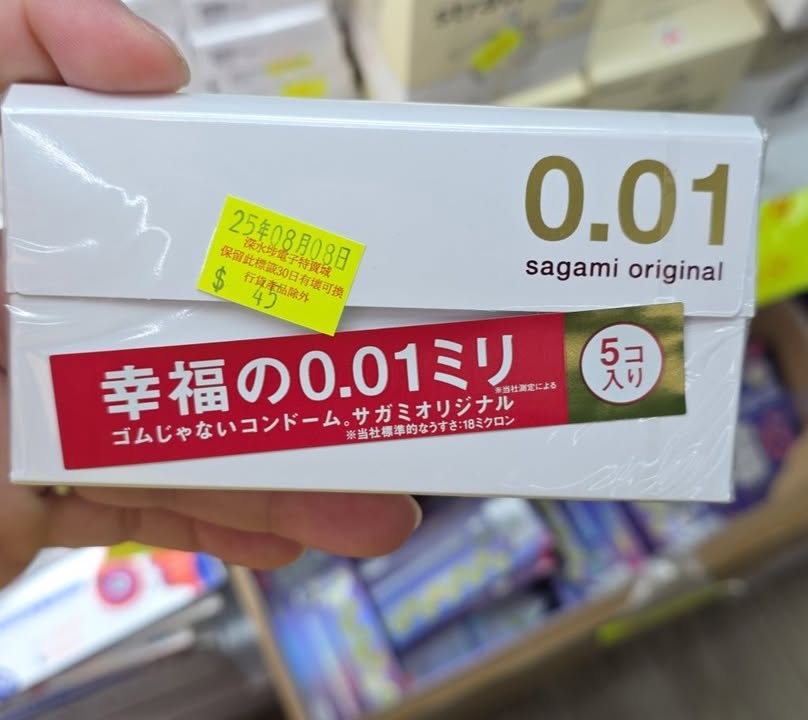 0.01
sagami original
25年08月08日
深水埗電子特賣城
保留此標識30日有壞可換
行貨產品除外
$ 45
幸福の0.01ミリ
※当社測定による
ゴムじゃないコンドーム。サガミオリジナル
※当社標準的なうすさ:18ミクロン
5コ
入り